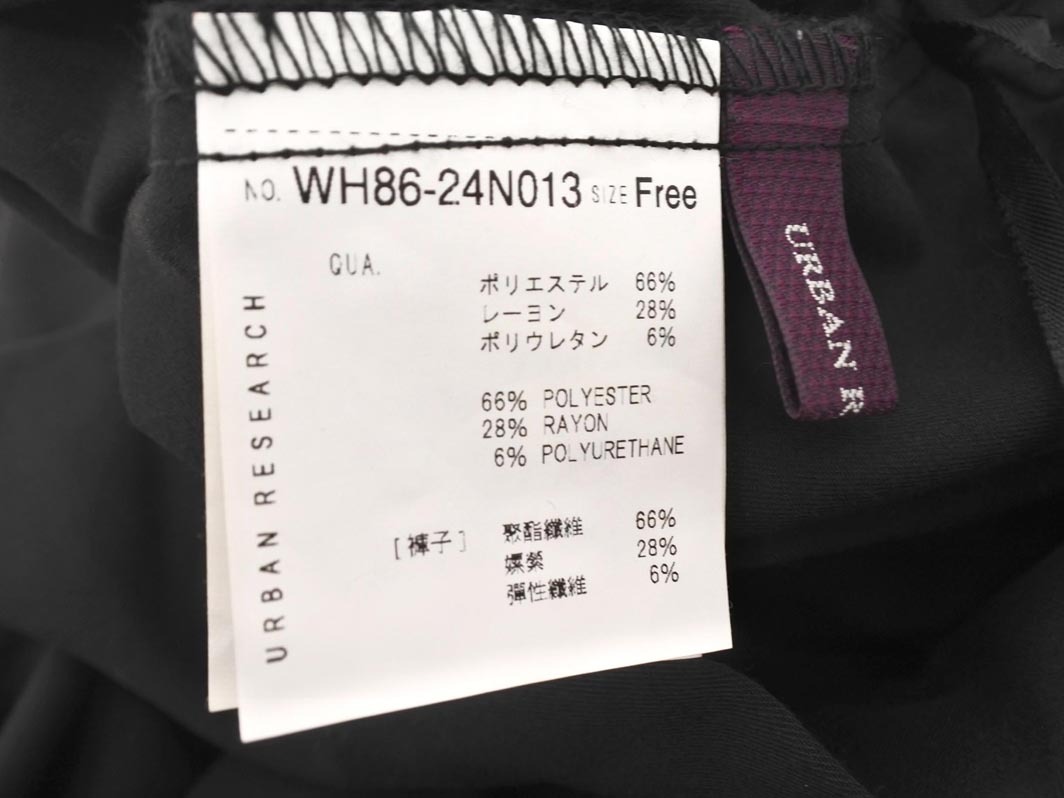 NO. WH86-24N013 SIZE Free
QUA.
ポリエステル 66%
レーヨン 28%
ポリウレタン 6%
66% POLYESTER
28% RAYON
6% POLYURETHANE
[褲子] 聚酯纖維 66%
嫘縈 28%
彈性纖維 6%
URBAN RESEARCH
URBAN R